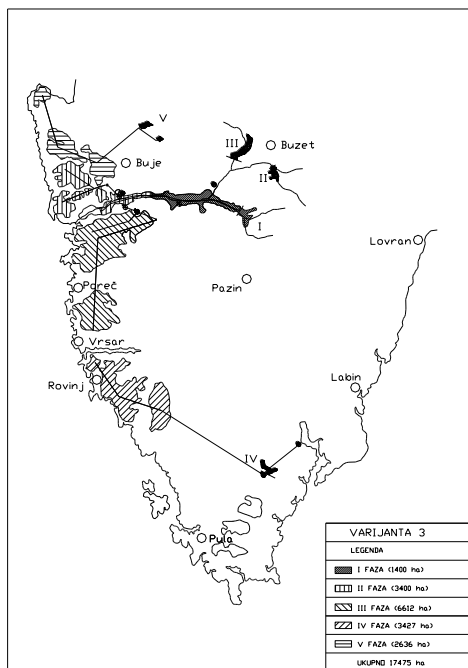 V
III
Buzet
Buje
II
I
Lovran
Pazin
Poreč
Vrsar
Rovinj
Labin
IV
Pula
VARIJANTA 3
LEGENDA
I FAZA (1400 ha)
II FAZA (3400 ha)
III FAZA (6612 ha)
IV FAZA (3427 ha)
V FAZA (2636 ha)
UKUPNO 17475 ha